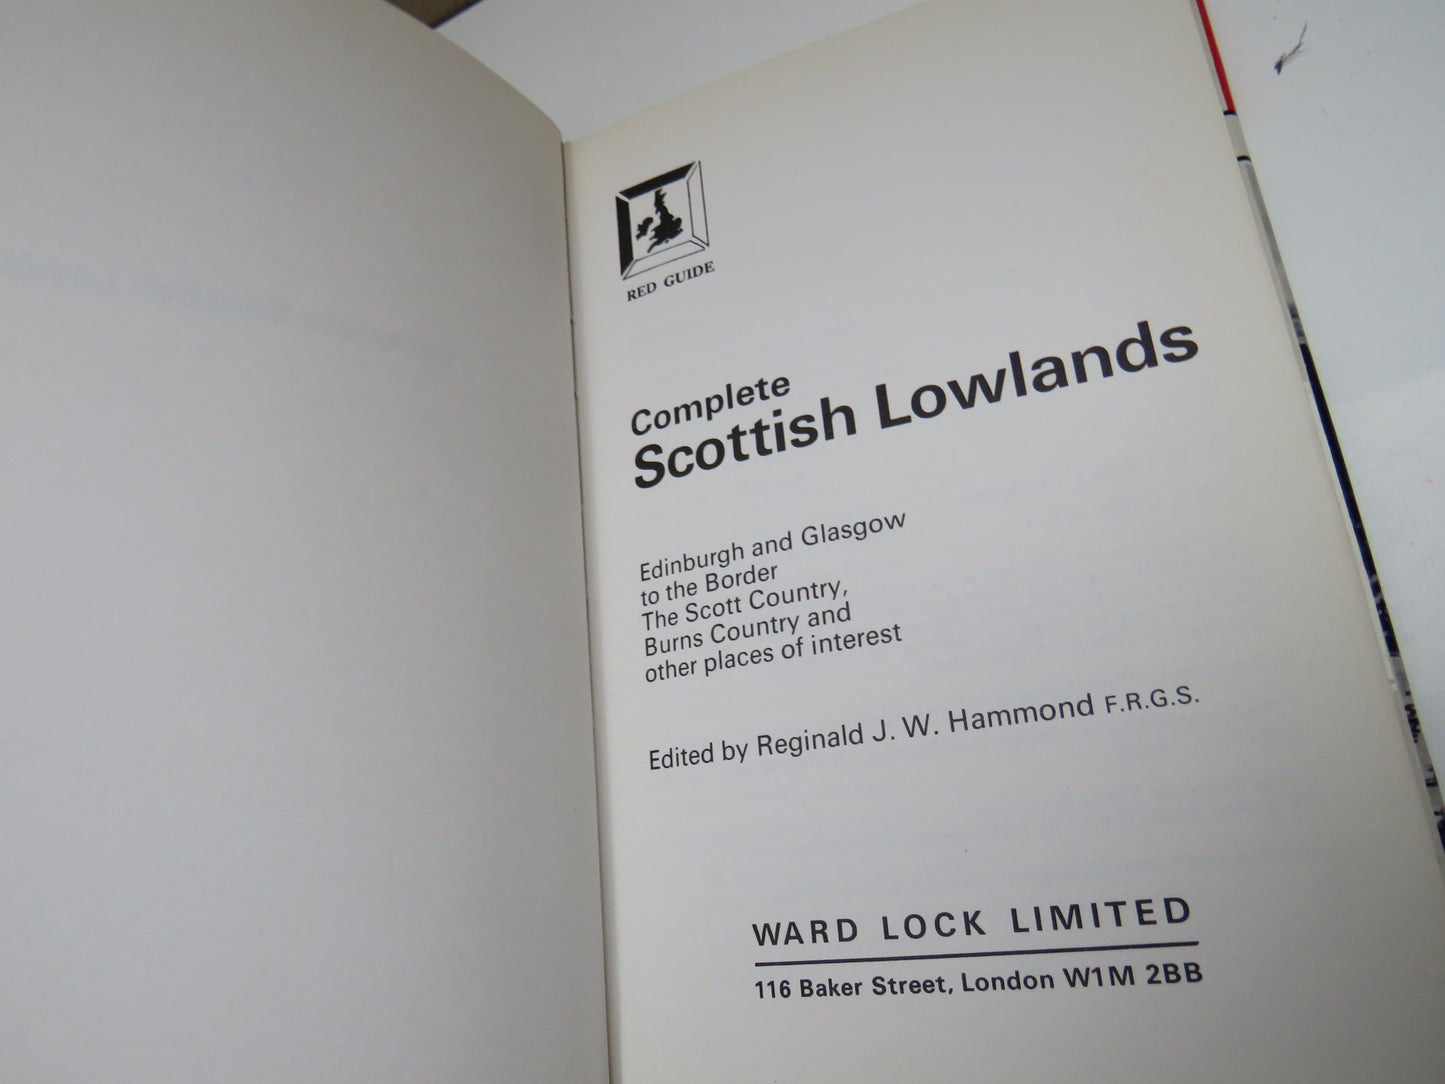 RED GUIDE
Complete
Scottish Lowlands
Edinburgh and Glasgow
to the Border
The Scott Country,
Burns Country and
other places of interest
Edited by Reginald J. W. Hammond F.R.G.S.
WARD LOCK LIMITED
116 Baker Street, London W1M 2BB